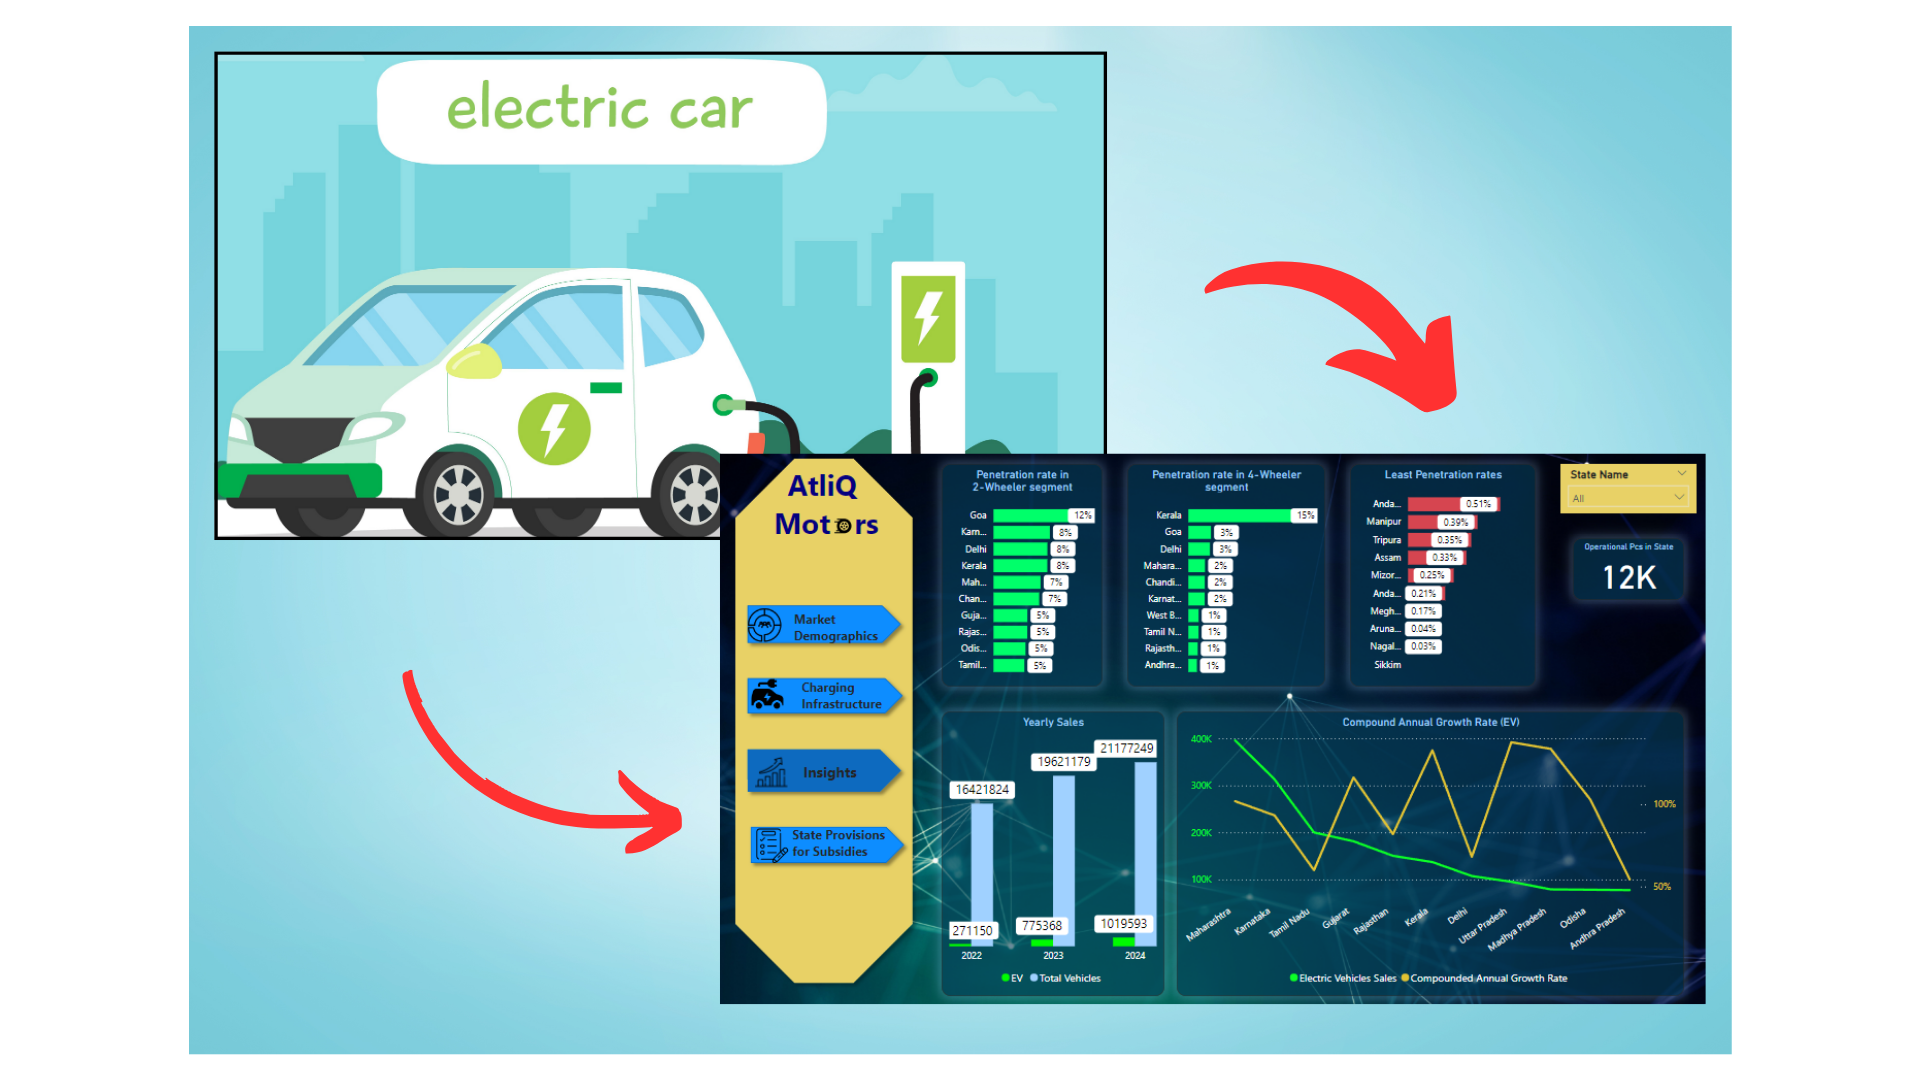 electric car
AtliQ
Motors
Market
Demographics
Charging
Infrastructure
Insights
State Provisions
for Subsidies
Penetration rate in
2-Wheeler segment
Goa 12%
Karn... 8%
Delhi 8%
Kerala 8%
Mah... 7%
Chan... 7%
Guja... 5%
Rajas... 5%
Odis... 5%
Tamil... 5%
Penetration rate in 4-Wheeler
segment
Kerala 15%
Goa 3%
Delhi 3%
Mahara... 2%
Chandi... 2%
Karnat... 2%
West B... 1%
Tamil N... 1%
Rajasth... 1%
Andhra... 1%
Least Penetration rates
Anda... 0.51%
Manipur 0.39%
Tripura 0.35%
Assam 0.33%
Mizor... 0.25%
Anda... 0.21%
Megh... 0.17%
Aruna... 0.04%
Nagal... 0.03%
Sikkim
State Name
All
Operational Pcs in State
12K
Yearly Sales
16421824
19621179
21177249
271150
775368
1019593
2022 2023 2024
EV Total Vehicles
Compound Annual Growth Rate (EV)
400K
300K
200K
100K
100%
50%
Maharashtra
Karnataka
Tamil Nadu
Gujarat
Rajasthan
Kerala
Delhi
Uttar Pradesh
Madhya Pradesh
Odisha
Andhra Pradesh
Electric Vehicles Sales Compounded Annual Growth Rate